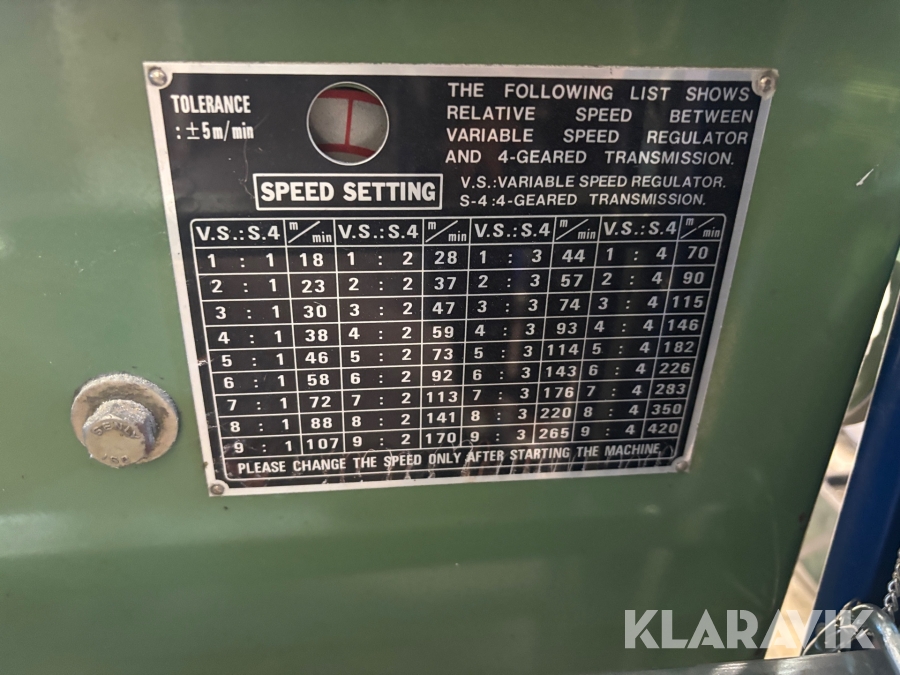 TOLERANCE
: ±5m/min
THE FOLLOWING LIST SHOWS
RELATIVE SPEED BETWEEN
VARIABLE SPEED REGULATOR
AND 4-GEARED TRANSMISSION.
SPEED SETTING
V.S.:VARIABLE SPEED REGULATOR.
S-4:4-GEARED TRANSMISSION.
V.S.:S.4 m/min V.S.:S.4 m/min V.S.:S.4 m/min V.S.:S.4 m/min
1 : 1 18 1 : 2 28 1 : 3 44 1 : 4 70
2 : 1 23 2 : 2 37 2 : 3 57 2 : 4 90
3 : 1 30 3 : 2 47 3 : 3 74 3 : 4 115
4 : 1 38 4 : 2 59 4 : 3 93 4 : 4 146
5 : 1 46 5 : 2 73 5 : 3 114 5 : 4 182
6 : 1 58 6 : 2 92 6 : 3 143 6 : 4 226
7 : 1 72 7 : 2 113 7 : 3 176 7 : 4 283
8 : 1 88 8 : 2 141 8 : 3 220 8 : 4 350
9 : 1 107 9 : 2 170 9 : 3 265 9 : 4 420
PLEASE CHANGE THE SPEED ONLY AFTER STARTING THE MACHINE
KLARAVIK